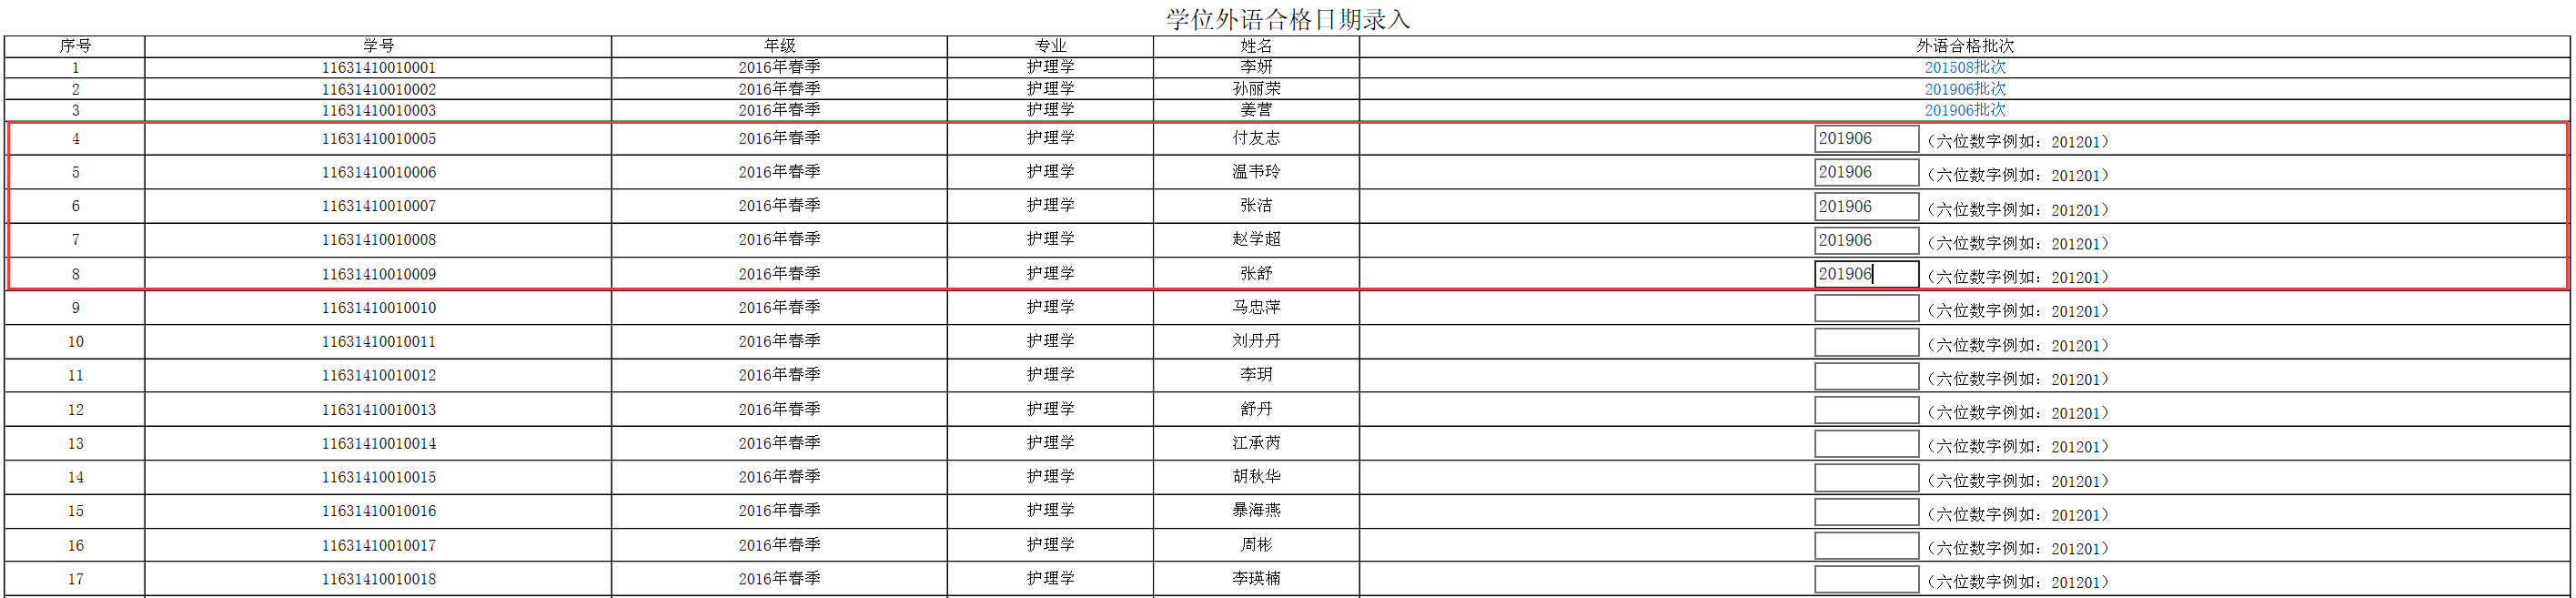 学位外语合格日期录入
序号 学号 年级 专业 姓名 外语合格批次
1 11631410010001 2016年春季 护理学 李妍 201508批次
2 11631410010002 2016年春季 护理学 孙丽荣 201906批次
3 11631410010003 2016年春季 护理学 姜营 201906批次
4 11631410010005 2016年春季 护理学 付友志 201906 (六位数字例如：201201)
5 11631410010006 2016年春季 护理学 温韦玲 201906 (六位数字例如：201201)
6 11631410010007 2016年春季 护理学 张洁 201906 (六位数字例如：201201)
7 11631410010008 2016年春季 护理学 赵学超 201906 (六位数字例如：201201)
8 11631410010009 2016年春季 护理学 张舒 201906 (六位数字例如：201201)
9 11631410010010 2016年春季 护理学 马忠萍 (六位数字例如：201201)
10 11631410010011 2016年春季 护理学 刘丹丹 (六位数字例如：201201)
11 11631410010012 2016年春季 护理学 李玥 (六位数字例如：201201)
12 11631410010013 2016年春季 护理学 舒丹 (六位数字例如：201201)
13 11631410010014 2016年春季 护理学 江承芮 (六位数字例如：201201)
14 11631410010015 2016年春季 护理学 胡秋华 (六位数字例如：201201)
15 11631410010016 2016年春季 护理学 暴海燕 (六位数字例如：201201)
16 11631410010017 2016年春季 护理学 周彬 (六位数字例如：201201)
17 11631410010018 2016年春季 护理学 李瑛楠 (六位数字例如：201201)